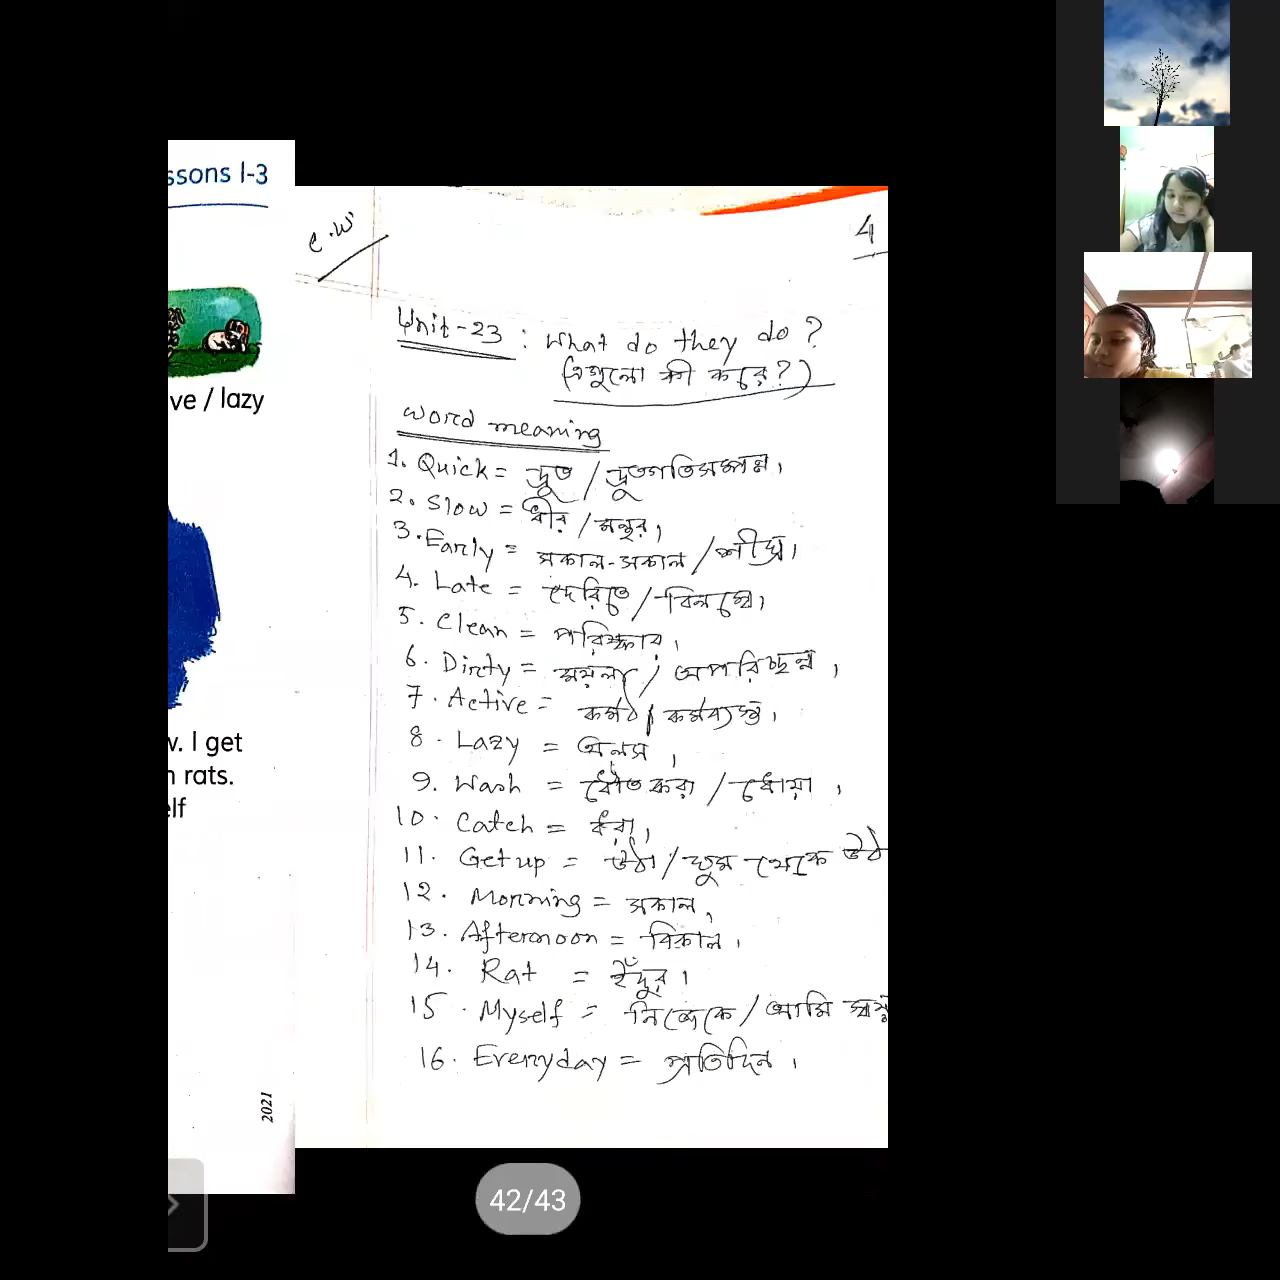 ssons 1-3
ve / lazy
w. I get
n rats.
elf
2021
C.W
4
Unit-23: What do they do?
(এগুলো কী করে?)
Word meaning
1. Quick = দ্রুত / দ্রুতগতিসম্পন্ন।
2. Slow = ধীর / মন্থর।
3. Early = সকাল-সকাল / শীঘ্র।
4. Late = দেরিতে / বিলম্বে।
5. Clean = পরিষ্কার।
6. Dirty = ময়লা / অপরিচ্ছন্ন।
7. Active = কর্মঠ / কর্মব্যস্ত।
8. Lazy = অলস।
9. Wash = ধৌত করা / ধোয়া।
10. Catch = ধরা।
11. Get up = উঠা / ঘুম থেকে উঠ
12. Morning = সকাল।
13. Afternoon = বিকাল।
14. Rat = ইঁদুর।
15. Myself = নিজেকে / আমি স্বয়
16. Everyday = প্রতিদিন।
42/43